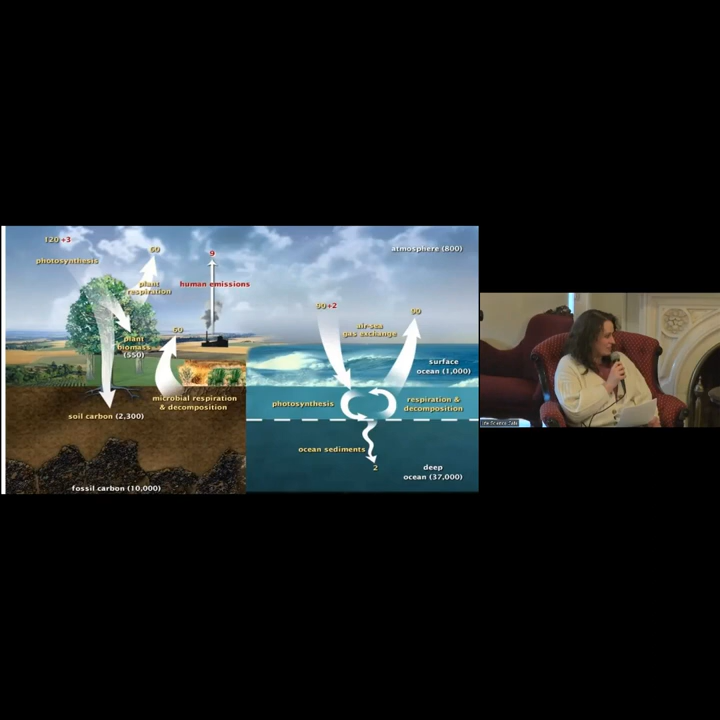 120 +3
photosynthesis
60
plant
respiration
9
human emissions
atmosphere (800)
plant
biomass
(550)
60
90+2
air-sea
gas exchange
90
surface
ocean (1,000)
microbial respiration
& decomposition
soil carbon (2,300)
photosynthesis
respiration &
decomposition
ocean sediments
2
deep
ocean (37,000)
fossil carbon (10,000)